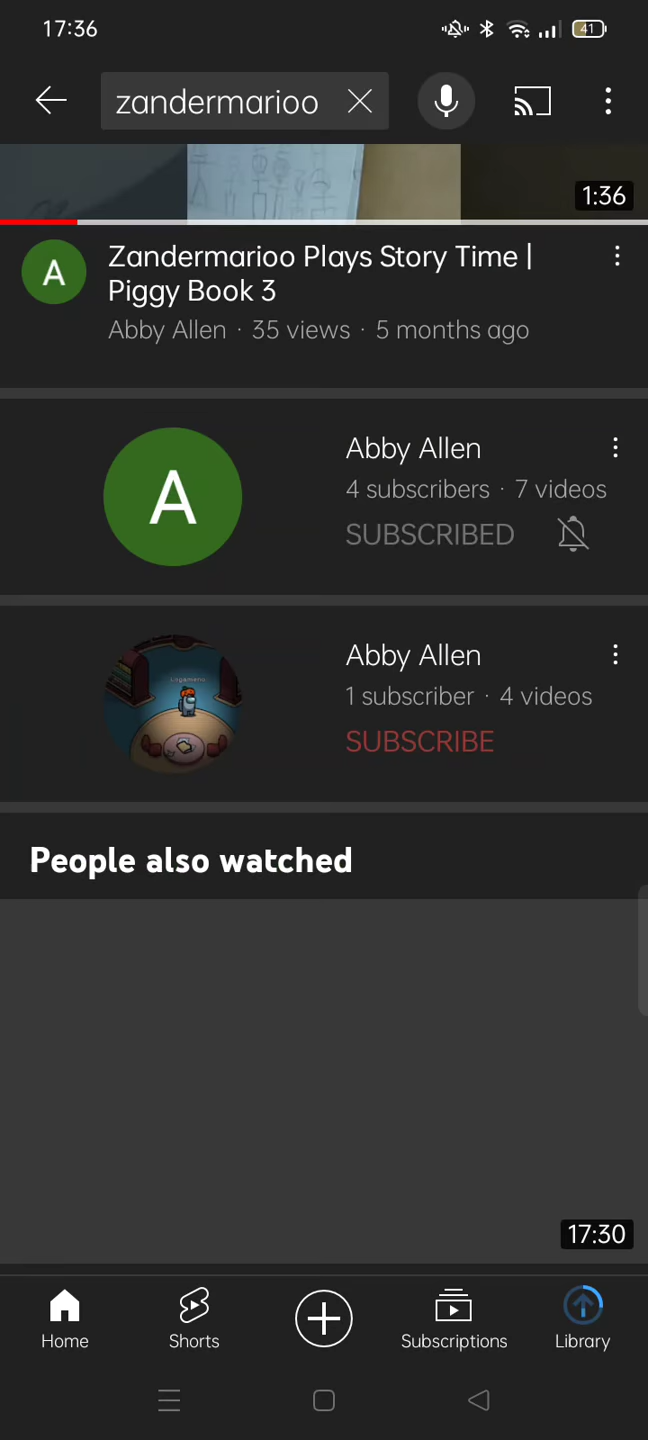 17:36
41
zandermarioo
1:36
A
Zandermarioo Plays Story Time |
Piggy Book 3
Abby Allen · 35 views · 5 months ago
A
Abby Allen
4 subscribers · 7 videos
SUBSCRIBED
Abby Allen
1 subscriber · 4 videos
SUBSCRIBE
People also watched
17:30
Home
Shorts
Subscriptions
Library